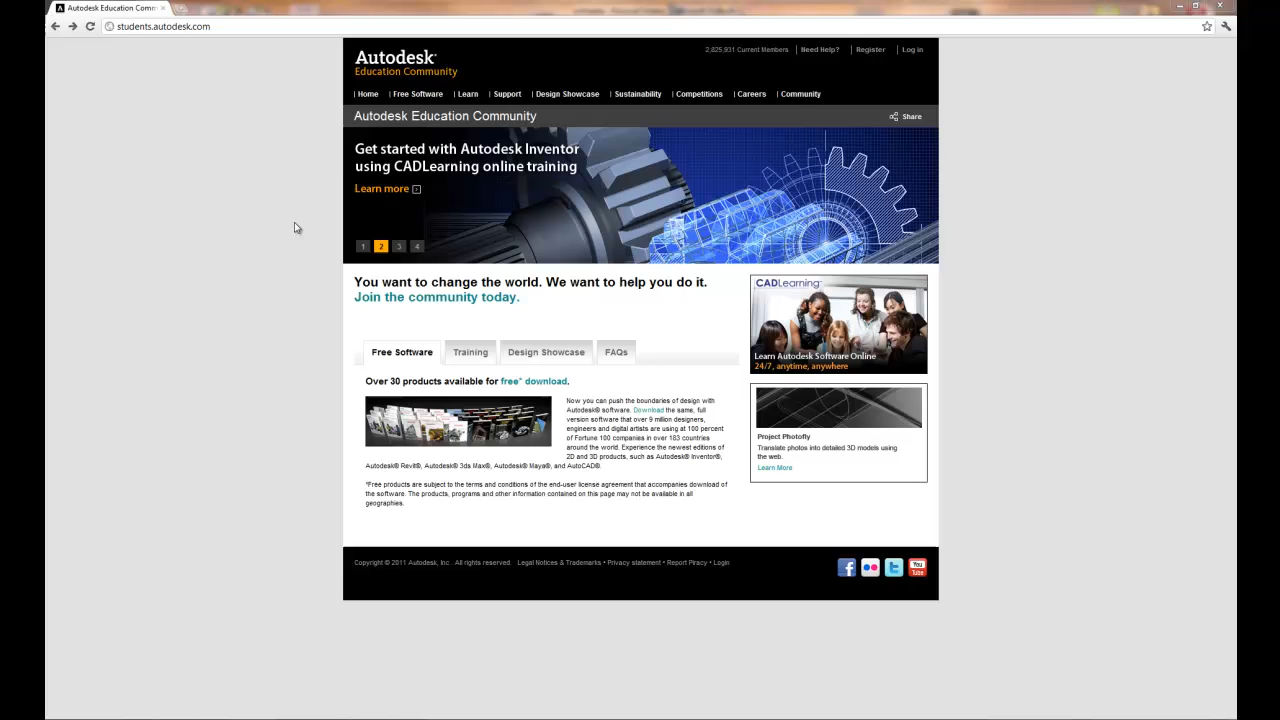 Autodesk Education Comm
students.autodesk.com
Autodesk
Education Community
2,825,931 Current Members | Need Help? | Register | Log in
| Home | Free Software | Learn | Support | Design Showcase | Sustainability | Competitions | Careers | Community
Autodesk Education Community
Share
Get started with Autodesk Inventor
using CADLearning online training
Learn more
1 2 3 4
You want to change the world. We want to help you do it.
Join the community today.
Free Software Training Design Showcase FAQs
Over 30 products available for free* download.
Now you can push the boundaries of design with
Autodesk® software. Download the same, full
version software that over 9 million designers,
engineers and digital artists are using at 100 percent
of Fortune 100 companies in over 183 countries
around the world. Experience the newest editions of
2D and 3D products, such as Autodesk® Inventor®,
Autodesk® Revit®, Autodesk® 3ds Max®, Autodesk® Maya®, and AutoCAD®.
*Free products are subject to the terms and conditions of the end-user license agreement that accompanies download of
the software. The products, programs and other information contained on this page may not be available in all
geographies.
CADLearning
Learn Autodesk Software Online
24/7, anytime, anywhere
Project Photofly
Translate photos into detailed 3D models using
the web.
Learn More
Copyright © 2011 Autodesk, Inc . All rights reserved. Legal Notices & Trademarks • Privacy statement • Report Piracy • Login
You
Tube